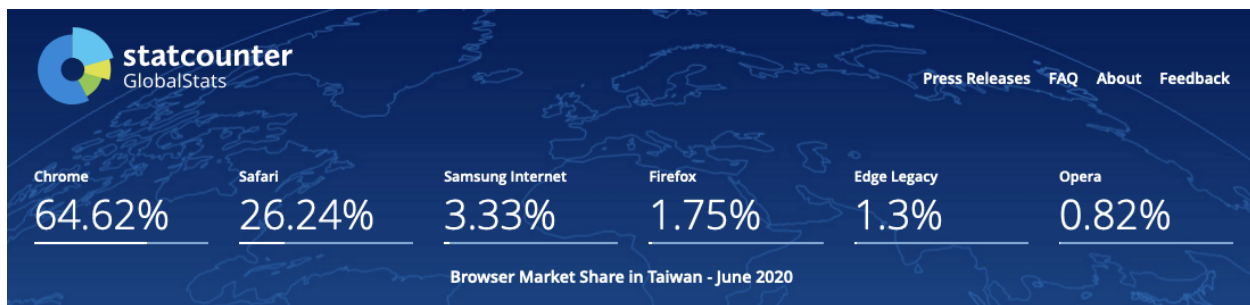 statcounter
GlobalStats
Press Releases FAQ About Feedback
Chrome Safari Samsung Internet Firefox Edge Legacy Opera
64.62% 26.24% 3.33% 1.75% 1.3% 0.82%
Browser Market Share in Taiwan - June 2020